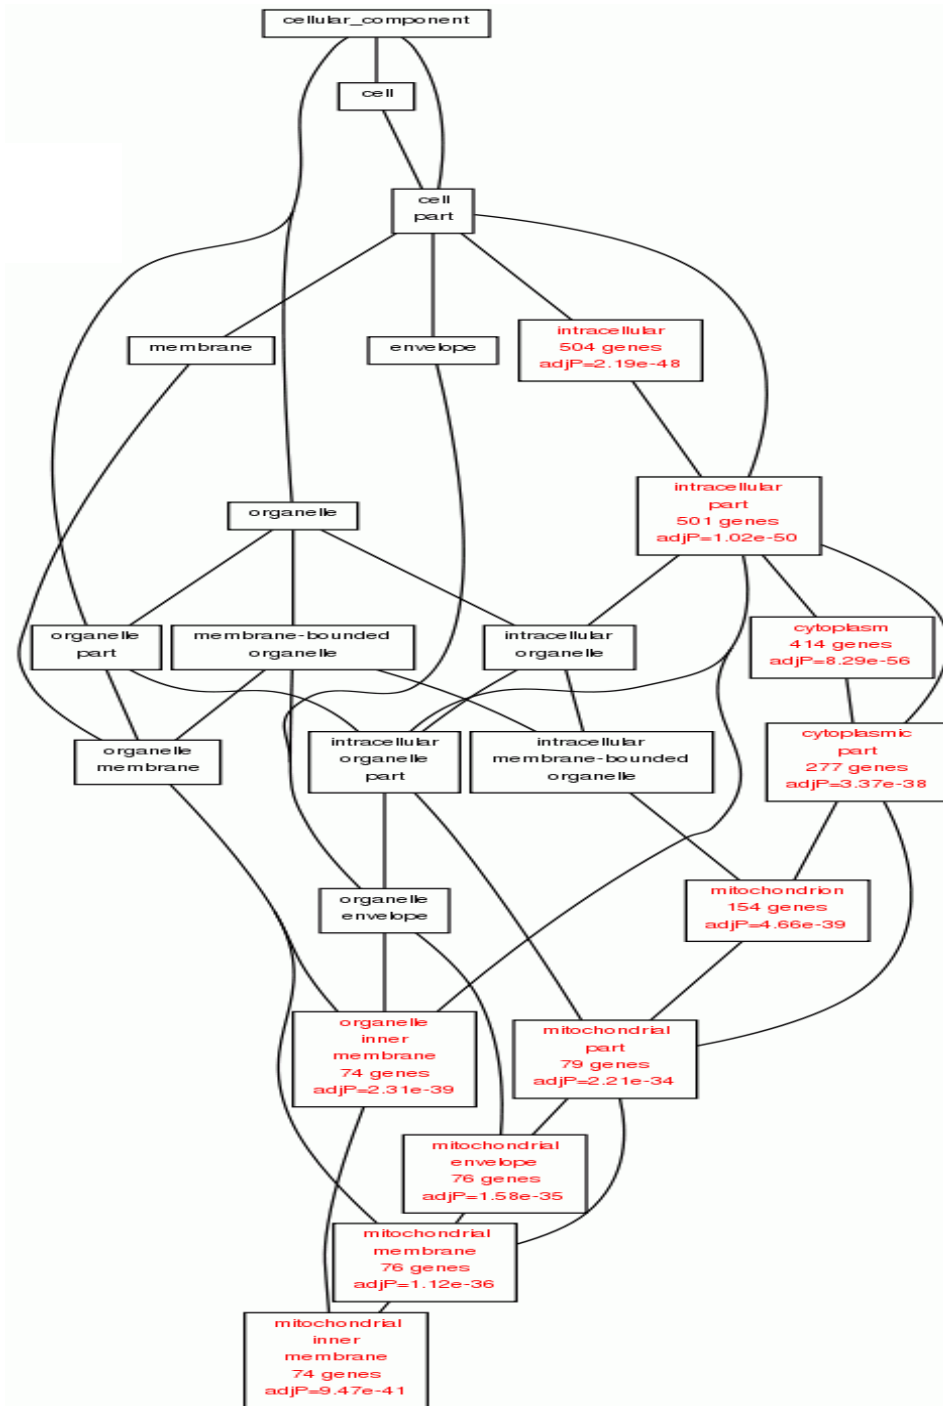 cellular_component
cell
cell
part
membrane
envelope
intracellular
504 genes
adjP=2.19e-48
intracellular
part
501 genes
adjP=1.02e-50
organelle
organelle
part
membrane-bounded
organelle
intracellular
organelle
cytoplasm
414 genes
adjP=8.29e-56
organelle
membrane
intracellular
organelle
part
intracellular
membrane-bounded
organelle
cytoplasmic
part
277 genes
adjP=3.37e-38
organelle
envelope
mitochondrion
154 genes
adjP=4.66e-39
organelle
inner
membrane
74 genes
adjP=2.31e-39
mitochondrial
part
79 genes
adjP=2.21e-34
mitochondrial
envelope
76 genes
adjP=1.58e-35
mitochondrial
membrane
76 genes
adjP=1.12e-36
mitochondrial
inner
membrane
74 genes
adjP=9.47e-41